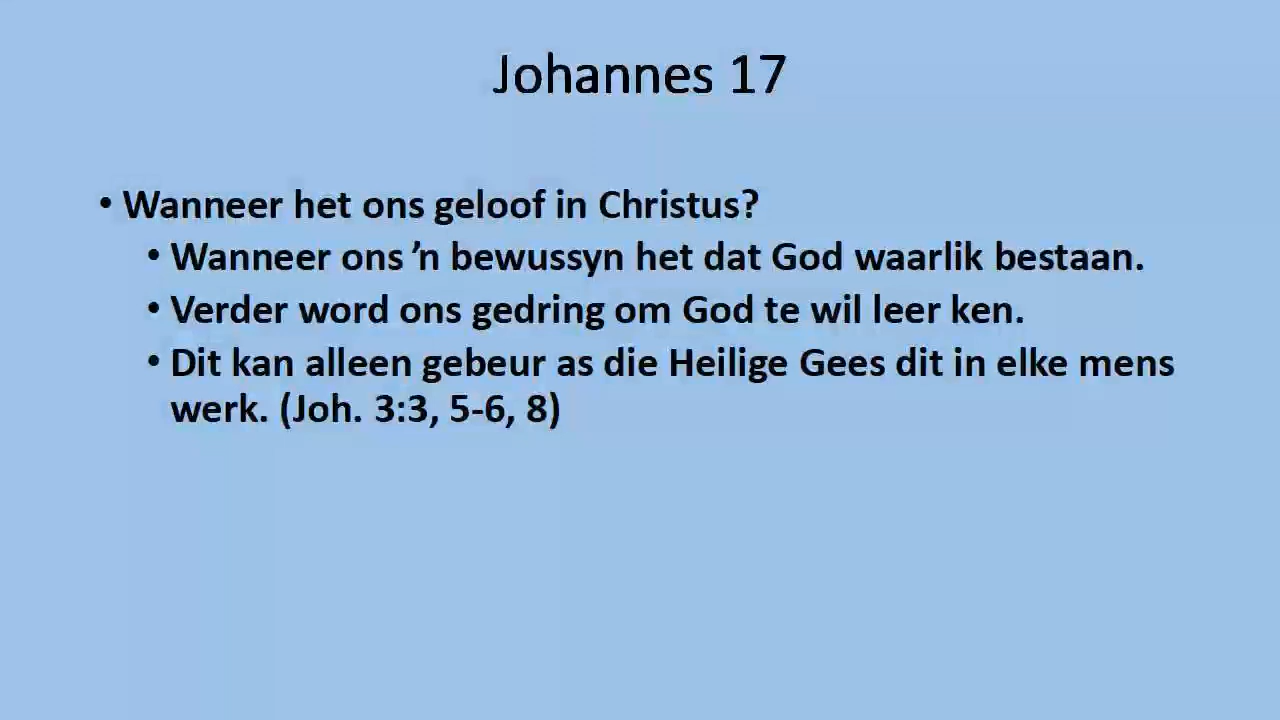 Johannes 17
• Wanneer het ons geloof in Christus?
• Wanneer ons ’n bewussyn het dat God waarlik bestaan.
• Verder word ons gedring om God te wil leer ken.
• Dit kan alleen gebeur as die Heilige Gees dit in elke mens
werk. (Joh. 3:3, 5-6, 8)